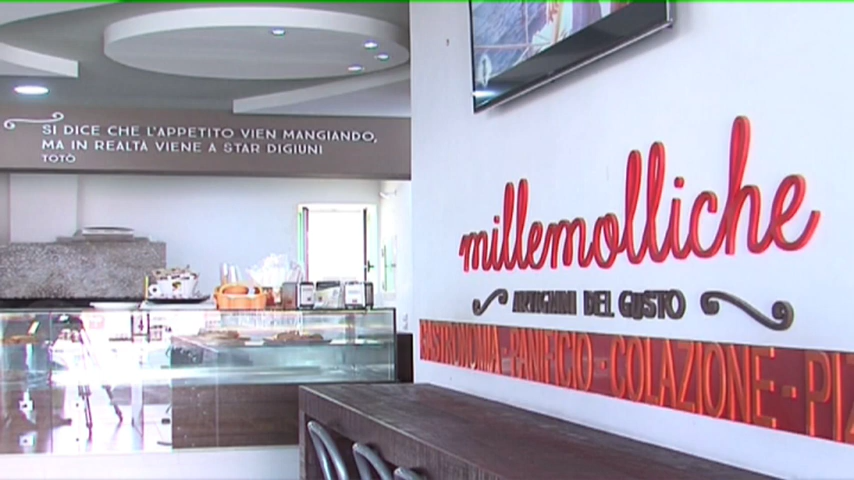 SI DICE CHE L'APPETITO VIEN MANGIANDO,
MA IN REALTÀ VIENE A STAR DIGIUNI
TOTÒ
millemolliche
ARTIGIANI DEL GUSTO
GASTRONOMIA - PANIFICIO - COLAZIONE - PIZ